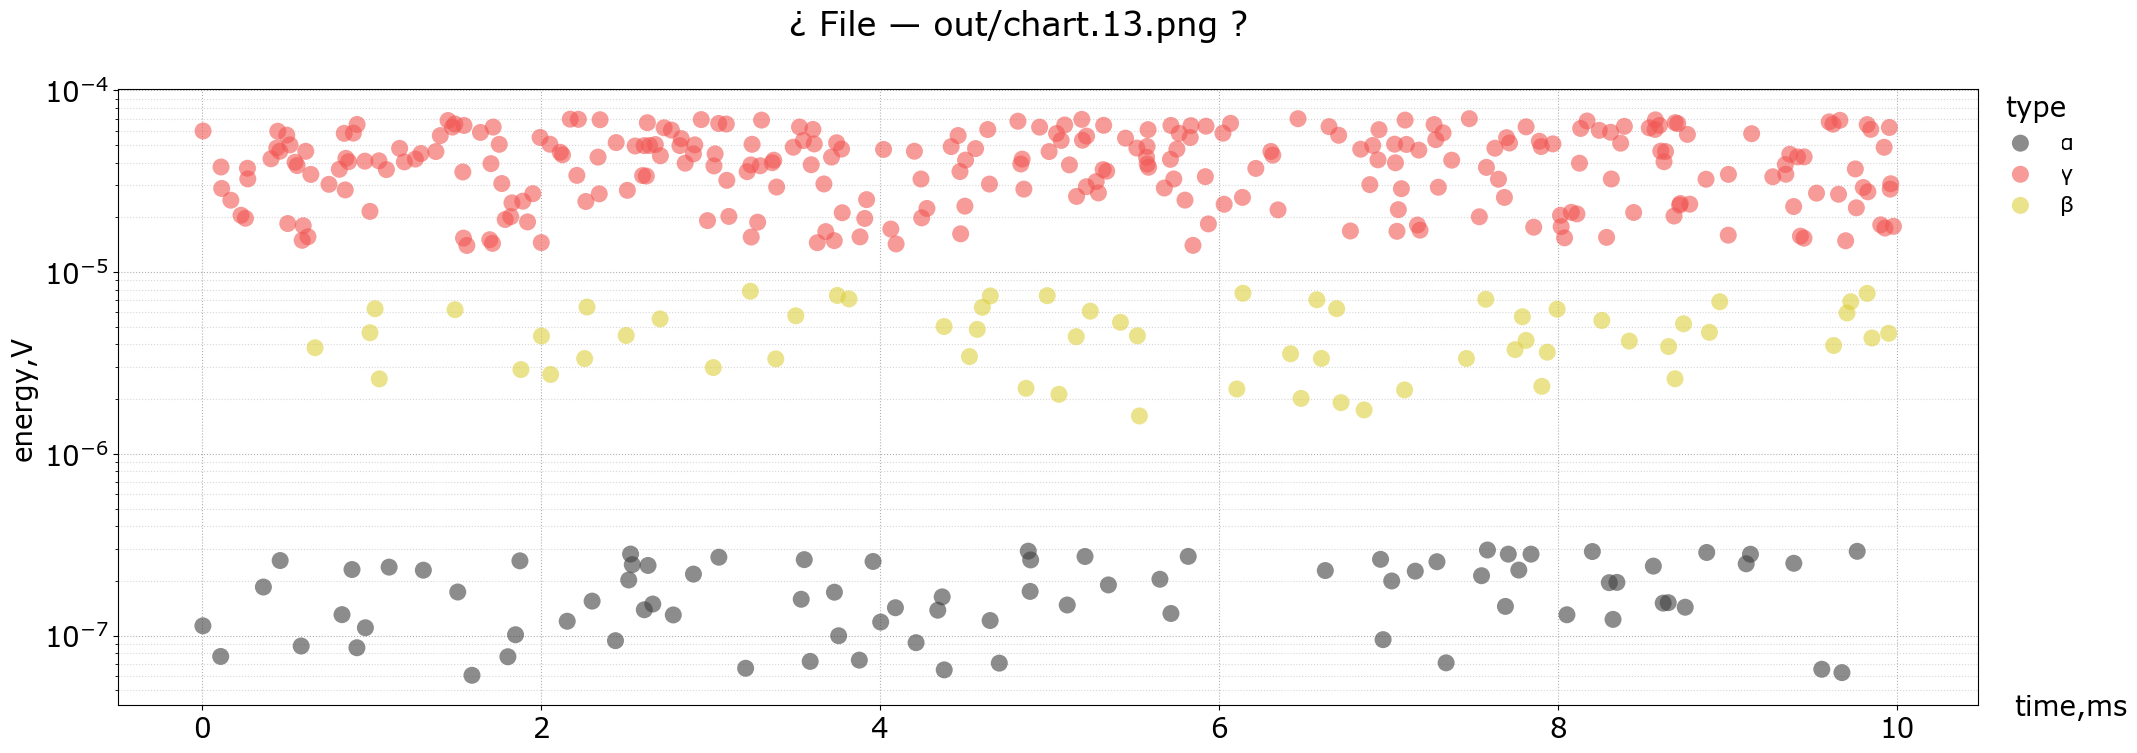 ¿ File — out/chart.13.png ?
10⁻⁴
10⁻⁵
10⁻⁶
10⁻⁷
energy,V
0 2 4 6 8 10
time,ms
type
α
γ
β